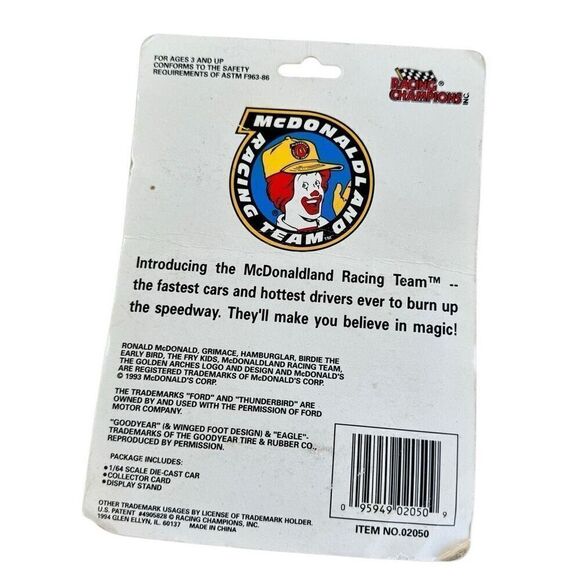 FOR AGES 3 AND UP
CONFORMS TO THE SAFETY
REQUIREMENTS OF ASTM F963-86
RACING
CHAMPIONS
®
INC.
McDONALDLAND
RACING TEAM
TM
®
Introducing the McDonaldland Racing Team™ --
the fastest cars and hottest drivers ever to burn up
the speedway. They'll make you believe in magic!
RONALD McDONALD, GRIMACE, HAMBURGLAR, BIRDIE THE
EARLY BIRD, THE FRY KIDS, McDONALDLAND RACING TEAM,
THE GOLDEN ARCHES LOGO AND DESIGN AND McDONALD'S
ARE REGISTERED TRADEMARKS OF McDONALD'S CORP.
© 1993 McDONALD'S CORP.
THE TRADEMARKS "FORD" AND "THUNDERBIRD" ARE
OWNED BY AND USED WITH THE PERMISSION OF FORD
MOTOR COMPANY.
"GOODYEAR" (& WINGED FOOT DESIGN) & "EAGLE"-
TRADEMARKS OF THE GOODYEAR TIRE & RUBBER CO.,
REPRODUCED BY PERMISSION.
PACKAGE INCLUDES:
•1/64 SCALE DIE-CAST CAR
•COLLECTOR CARD
•DISPLAY STAND
OTHER TRADEMARK USAGES BY LICENSE OF TRADEMARK HOLDER.
U.S. PATENT #4905828 © RACING CHAMPIONS, INC.
1994 GLEN ELLYN, IL 60137 MADE IN CHINA
0 95949 02050 9
ITEM NO.02050